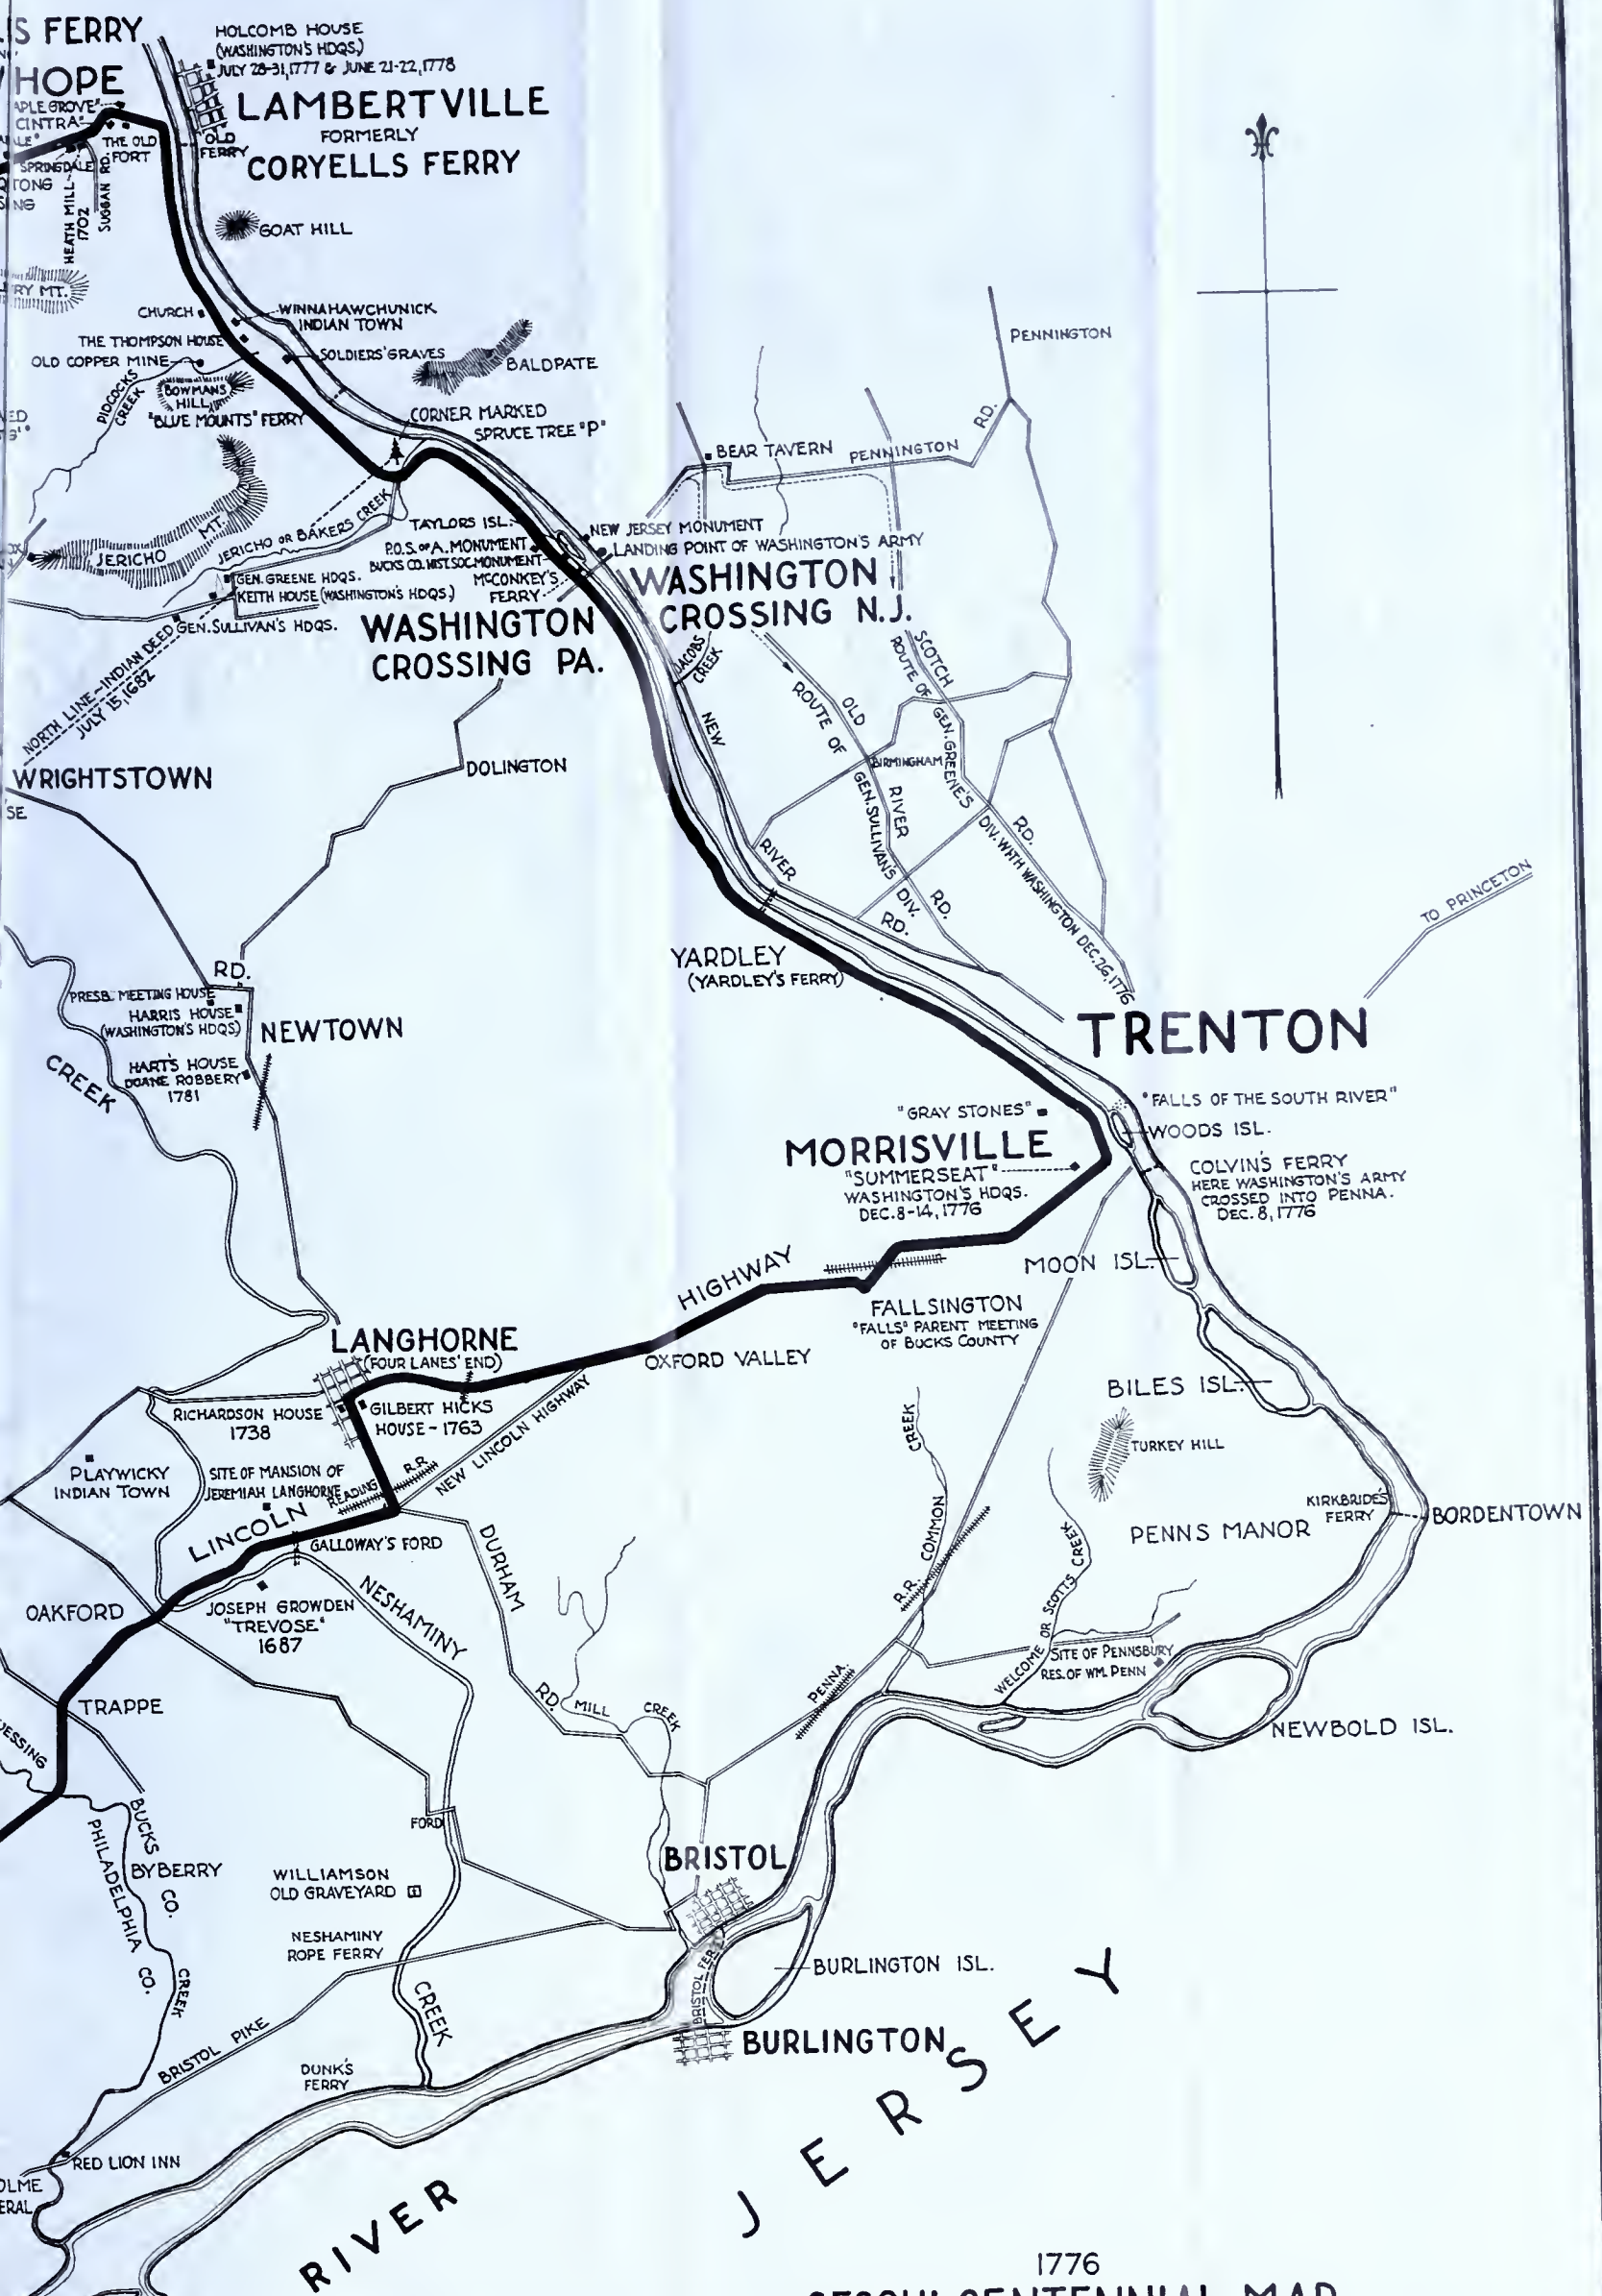 HOLCOMB HOUSE
(WASHINGTON'S HDQS.)
JULY 28-31, 1777 & JUNE 21-22, 1778
S FERRY
HOPE
LAMBERTVILLE
FORMERLY
CORYELLS FERRY
OLD
FERRY
APLE GROVE"
CINTRA"
THE OLD
FORT
SPRINGDALE
TONG
NG
HEATH MILL
1702
SUGGAN RD.
GOAT HILL
RY MT.
CHURCH
WINNAHAWCHUNICK
INDIAN TOWN
THE THOMPSON HOUSE
OLD COPPER MINE
SOLDIERS' GRAVES
BALDPATE
PIDCOCKS
CREEK
BOWMANS
HILL
"BLUE MOUNTS" FERRY
CORNER MARKED
SPRUCE TREE "P"
PENNINGTON
BEAR TAVERN
PENNINGTON
RD.
JERICHO MT.
JERICHO OR BAKERS CREEK
TAYLORS ISL.
P.O.S. OF A. MONUMENT
BUCKS CO. HIST. SOC. MONUMENT
McCONKEY'S
FERRY
NEW JERSEY MONUMENT
LANDING POINT OF WASHINGTON'S ARMY
WASHINGTON
CROSSING N.J.
GEN. GREENE HDQS.
KEITH HOUSE (WASHINGTON'S HDQS.)
GEN. SULLIVAN'S HDQS.
WASHINGTON
CROSSING PA.
NORTH LINE-INDIAN DEED
JULY 15, 1682
JACOBS
CREEK
NEW
RIVER
RD.
OLD
RIVER
RD.
ROUTE OF
GEN. SULLIVAN'S
DIV.
SCOTCH
RD.
ROUTE OF
GEN. GREENE'S
DIV. WITH WASHINGTON DEC. 26, 1776
BIRMINGHAM
WRIGHTSTOWN
SE
DOLINGTON
TO PRINCETON
RD.
PRESB. MEETING HOUSE
HARRIS HOUSE
(WASHINGTON'S HDQS)
NEWTOWN
HART'S HOUSE
DOANE ROBBERY
1781
CREEK
YARDLEY
(YARDLEY'S FERRY)
TRENTON
"GRAY STONES"
"FALLS OF THE SOUTH RIVER"
WOODS ISL.
MORRISVILLE
"SUMMERSEAT"
WASHINGTON'S HDQS.
DEC. 8-14, 1776
COLVIN'S FERRY
HERE WASHINGTON'S ARMY
CROSSED INTO PENNA.
DEC. 8, 1776
MOON ISL.
HIGHWAY
FALLSINGTON
"FALLS" PARENT MEETING
OF BUCKS COUNTY
LANGHORNE
(FOUR LANES' END)
OXFORD VALLEY
BILES ISL.
RICHARDSON HOUSE
1738
GILBERT HICKS
HOUSE - 1763
NEW LINCOLN HIGHWAY
TURKEY HILL
PLAYWICKY
INDIAN TOWN
SITE OF MANSION OF
JEREMIAH LANGHORNE
READING
R.R.
LINCOLN
GALLOWAY'S FORD
KIRKBRIDE'S
FERRY
BORDENTOWN
PENNS MANOR
CREEK
COMMON
WELCOME OR SCOTTS CREEK
DURHAM
RD.
OAKFORD
JOSEPH GROWDEN
"TREVOSE"
1687
NESHAMINY
SITE OF PENNSBURY
RES. OF WM. PENN
PENNA.
R.R.
MILL
CREEK
TRAPPE
ESSING
NEWBOLD ISL.
FORD
BUCKS
CO.
PHILADELPHIA
CO.
BYBERRY
CREEK
WILLIAMSON
OLD GRAVEYARD
BRISTOL
NESHAMINY
ROPE FERRY
BRISTOL FER.
BURLINGTON ISL.
CREEK
BRISTOL PIKE
DUNK'S
FERRY
BURLINGTON
RED LION INN
OLME
ERAL
RIVER
JERSEY
1776
SESQUI-CENTENNIAL MAP